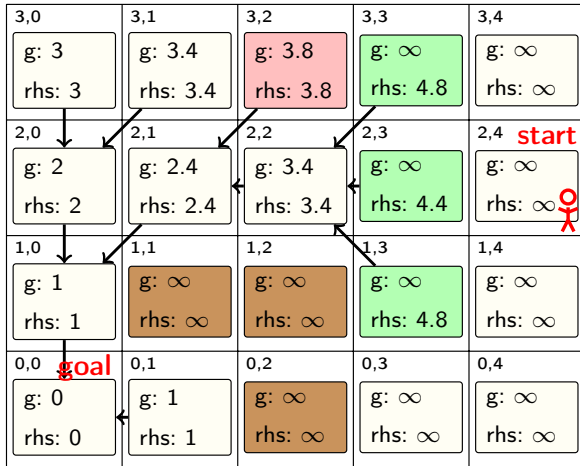 3,0 3,1 3,2 3,3 3,4
g: 3 g: 3.4 g: 3.8 g: ∞ g: ∞
rhs: 3 rhs: 3.4 rhs: 3.8 rhs: 4.8 rhs: ∞
2,0 2,1 2,2 2,3 2,4 start
g: 2 g: 2.4 g: 3.4 g: ∞ g: ∞
rhs: 2 rhs: 2.4 rhs: 3.4 rhs: 4.4 rhs: ∞
1,0 1,1 1,2 1,3 1,4
g: 1 g: ∞ g: ∞ g: ∞ g: ∞
rhs: 1 rhs: ∞ rhs: ∞ rhs: 4.8 rhs: ∞
0,0 goal 0,1 0,2 0,3 0,4
g: 0 g: 1 g: ∞ g: ∞ g: ∞
rhs: 0 rhs: 1 rhs: ∞ rhs: ∞ rhs: ∞